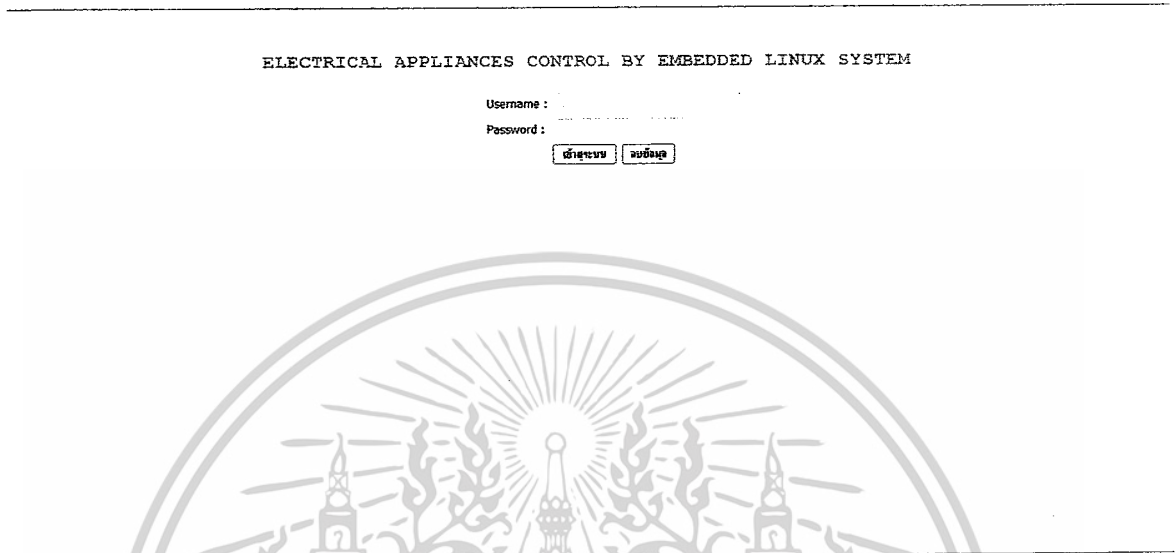 ELECTRICAL APPLIANCES CONTROL BY EMBEDDED LINUX SYSTEM
Username :
Password :
เข้าสู่ระบบ ลบข้อมูล